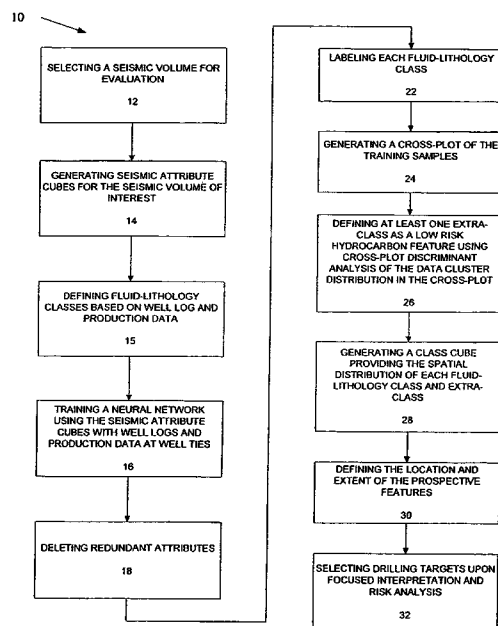 10
SELECTING A SEISMIC VOLUME FOR
EVALUATION
12
GENERATING SEISMIC ATTRIBUTE
CUBES FOR THE SEISMIC VOLUME OF
INTEREST
14
DEFINING FLUID-LITHOLOGY
CLASSES BASED ON WELL LOG AND
PRODUCTION DATA
15
TRAINING A NEURAL NETWORK
USING THE SEISMIC ATTRIBUTE
CUBES WITH WELL LOGS AND
PRODUCTION DATA AT WELL TIES
16
DELETING REDUNDANT ATTRIBUTES
18
LABELING EACH FLUID-LITHOLOGY
CLASS
22
GENERATING A CROSS-PLOT OF THE
TRAINING SAMPLES
24
DEFINING AT LEAST ONE EXTRA-
CLASS AS A LOW RISK
HYDROCARBON FEATURE USING
CROSS-PLOT DISCRIMINANT
ANALYSIS OF THE DATA CLUSTER
DISTRIBUTION IN THE CROSS-PLOT
26
GENERATING A CLASS CUBE
PROVIDING THE SPATIAL
DISTRIBUTION OF EACH FLUID-
LITHOLOGY CLASS AND EXTRA-
CLASS
28
DEFINING THE LOCATION AND
EXTENT OF THE PROSPECTIVE
FEATURES
30
SELECTING DRILLING TARGETS UPON
FOCUSED INTERPRETATION AND
RISK ANALYSIS
32